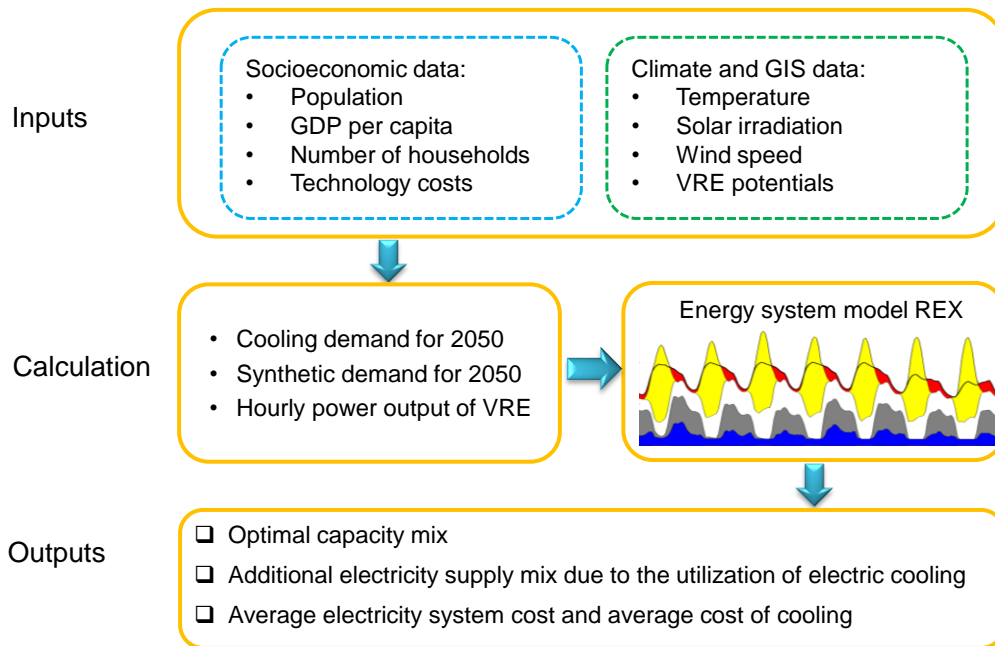 Inputs
Socioeconomic data:
• Population
• GDP per capita
• Number of households
• Technology costs
Climate and GIS data:
• Temperature
• Solar irradiation
• Wind speed
• VRE potentials
Calculation
• Cooling demand for 2050
• Synthetic demand for 2050
• Hourly power output of VRE
Energy system model REX
Outputs
❑ Optimal capacity mix
❑ Additional electricity supply mix due to the utilization of electric cooling
❑ Average electricity system cost and average cost of cooling